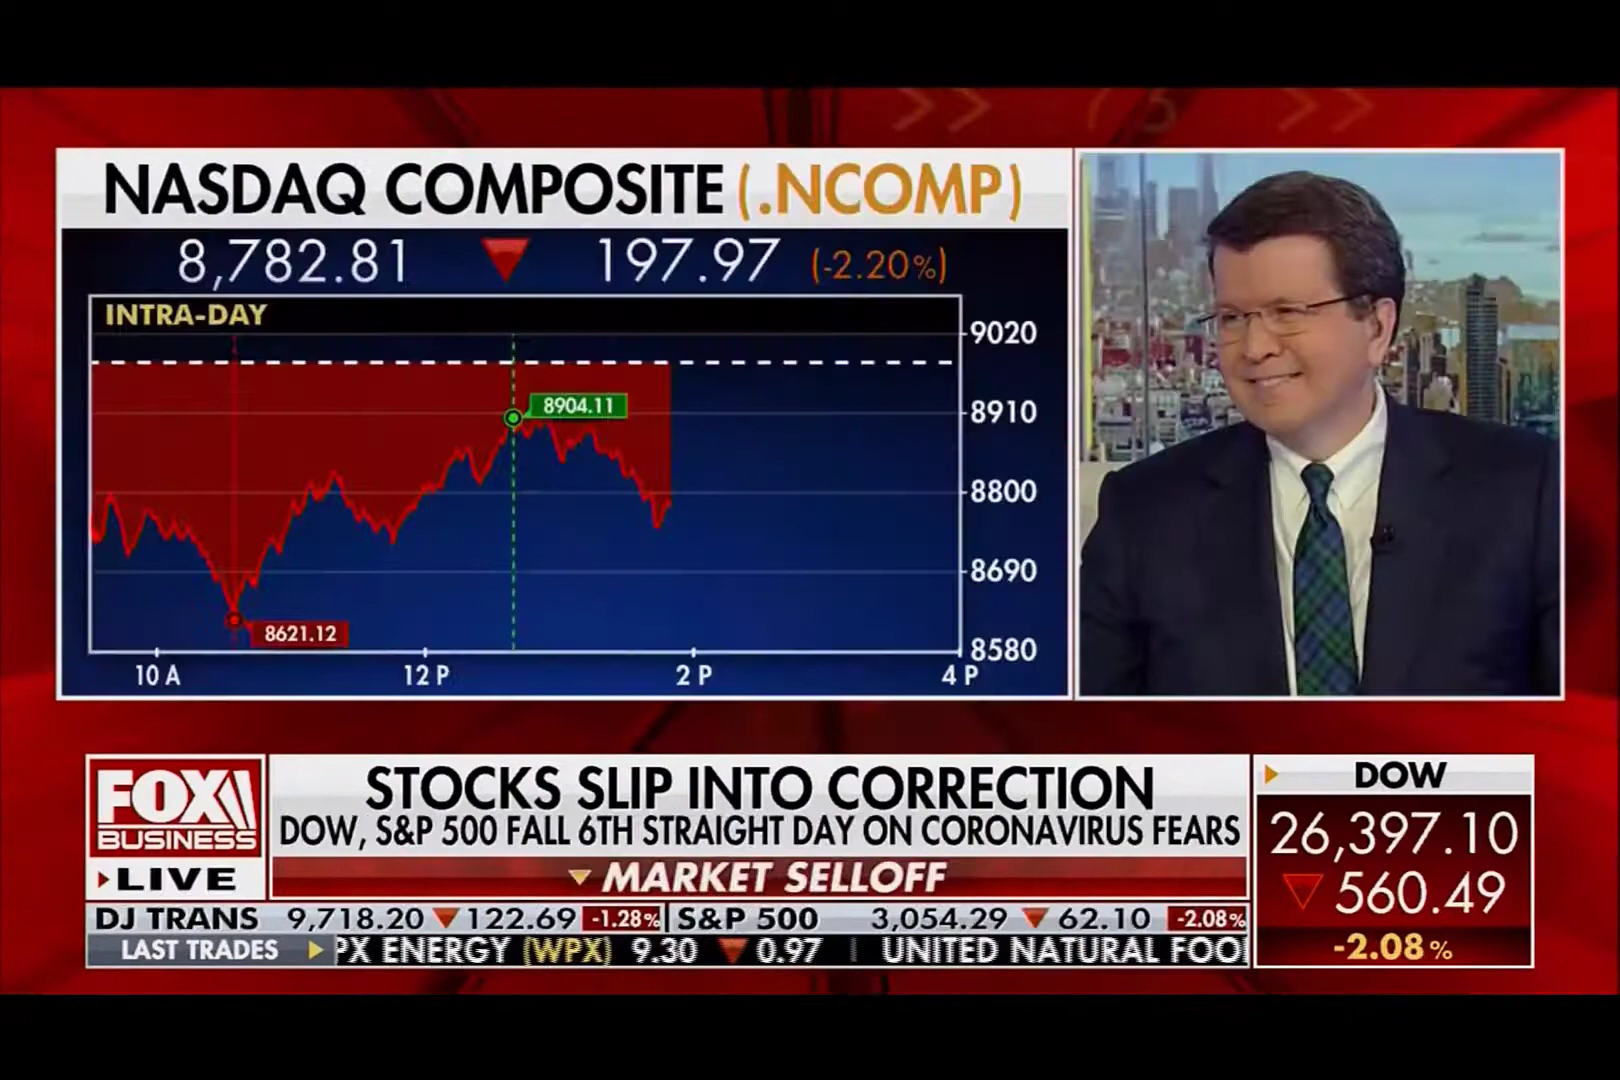 NASDAQ COMPOSITE (.NCOMP)
8,782.81 ▼ 197.97 (-2.20%)
INTRA-DAY
9020
8910
8800
8690
8580
8904.11
8621.12
10 A 12 P 2 P 4 P
FOX BUSINESS
LIVE
STOCKS SLIP INTO CORRECTION
DOW, S&P 500 FALL 6TH STRAIGHT DAY ON CORONAVIRUS FEARS
MARKET SELLOFF
DOW
26,397.10
▼ 560.49
-2.08%
DJ TRANS 9,718.20 ▼ 122.69 -1.28% S&P 500 3,054.29 ▼ 62.10 -2.08%
LAST TRADES PX ENERGY (WPX) 9.30 ▼ 0.97 UNITED NATURAL FOO